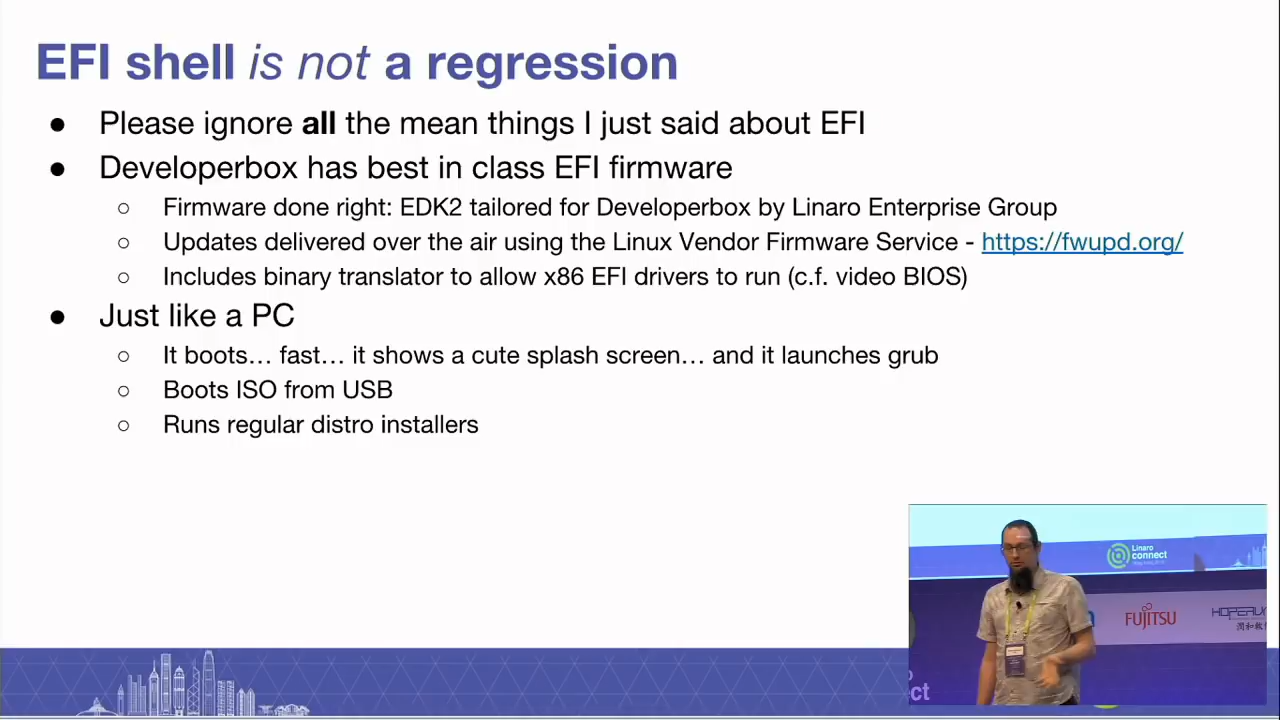 EFI shell is not a regression
● Please ignore all the mean things I just said about EFI
● Developerbox has best in class EFI firmware
○ Firmware done right: EDK2 tailored for Developerbox by Linaro Enterprise Group
○ Updates delivered over the air using the Linux Vendor Firmware Service - https://fwupd.org/
○ Includes binary translator to allow x86 EFI drivers to run (c.f. video BIOS)
● Just like a PC
○ It boots… fast… it shows a cute splash screen… and it launches grub
○ Boots ISO from USB
○ Runs regular distro installers
Linaro
connect
FUJITSU
HOPERUN
ct